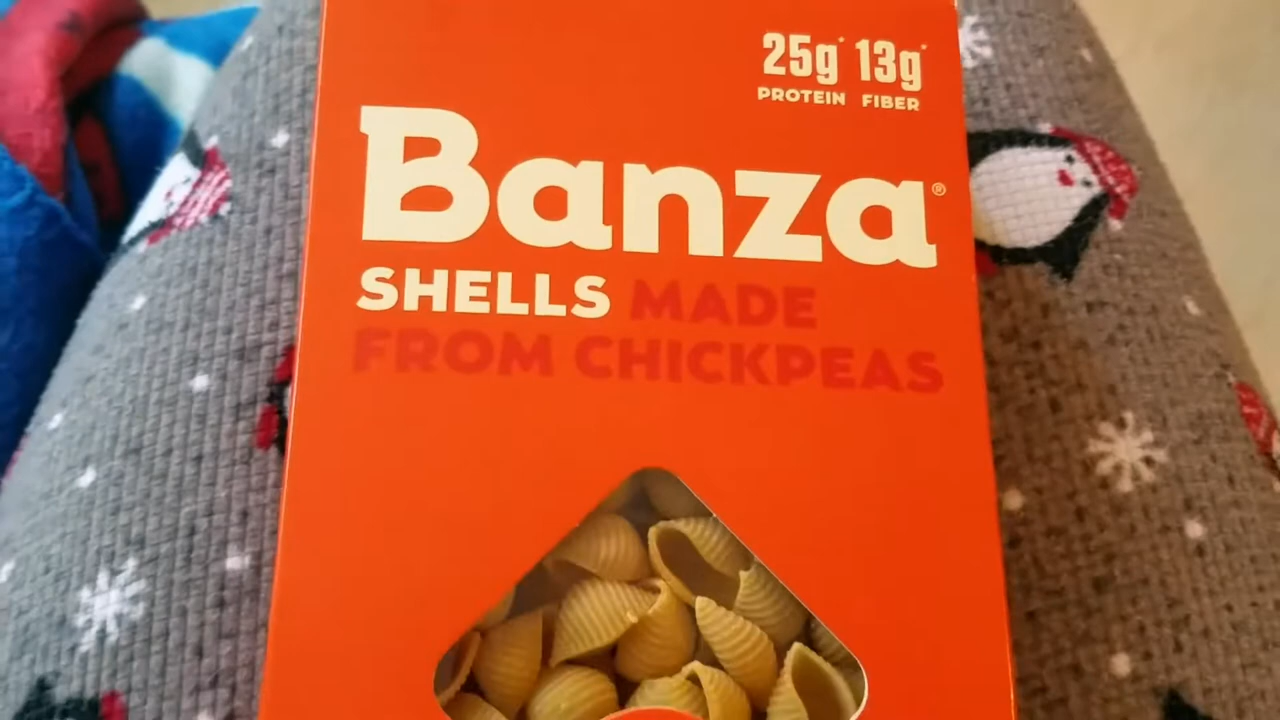 25g* 13g*
PROTEIN FIBER
Banza®
SHELLS MADE
FROM CHICKPEAS